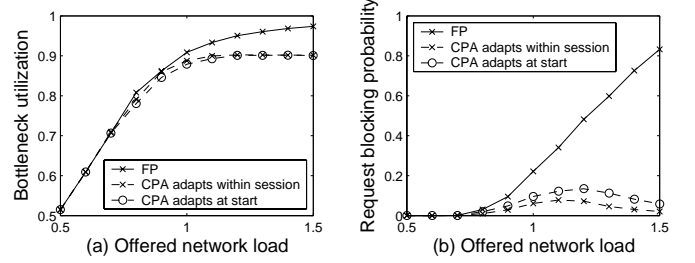 Bottleneck utilization
1
0.9
0.8
0.7
0.6
0.5
0.5
1
1.5
FP
CPA adapts within session
CPA adapts at start
(a) Offered network load
Request blocking probability
1
0.8
0.6
0.4
0.2
0
0.5
1
1.5
FP
CPA adapts within session
CPA adapts at start
(b) Offered network load